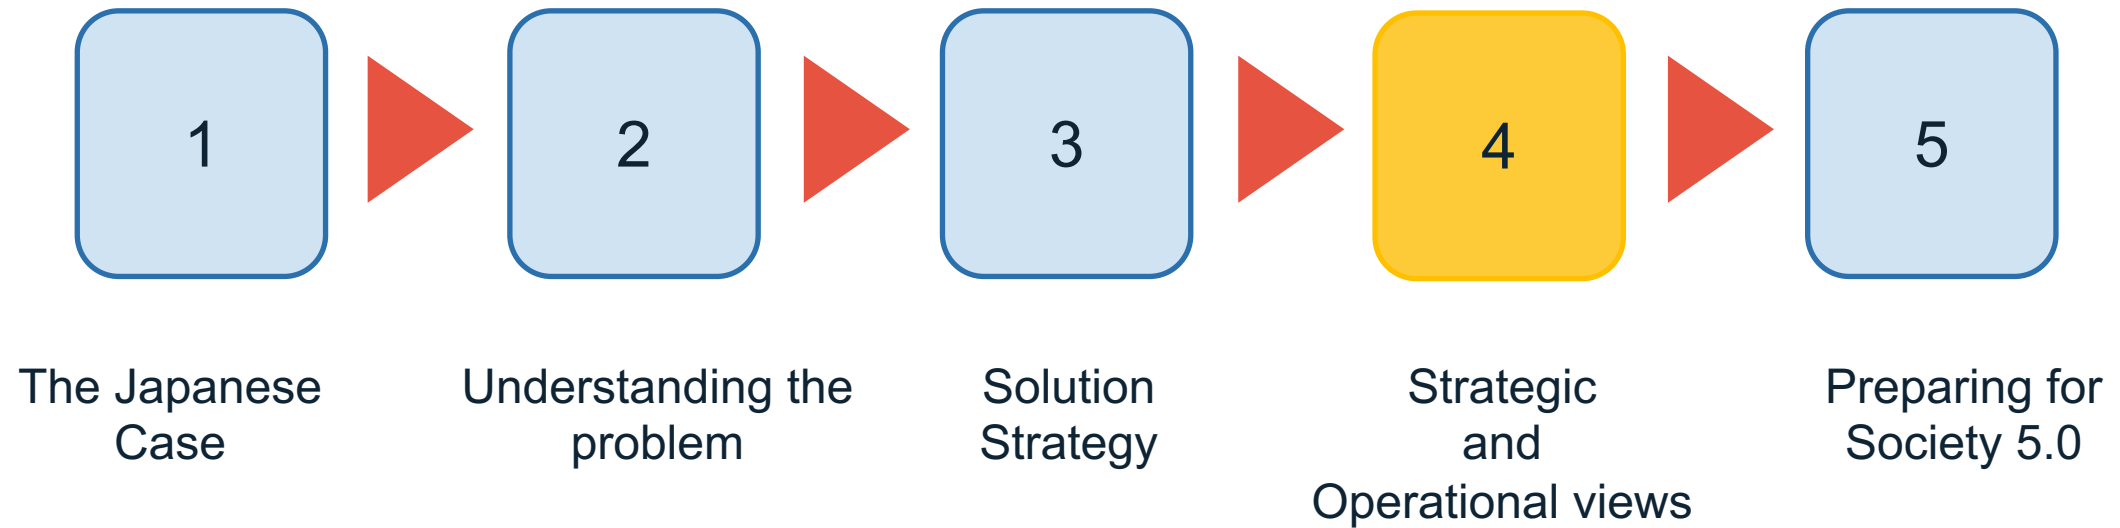 1
2
3
4
5
The Japanese
Case
Understanding the
problem
Solution
Strategy
Strategic
and
Operational views
Preparing for
Society 5.0